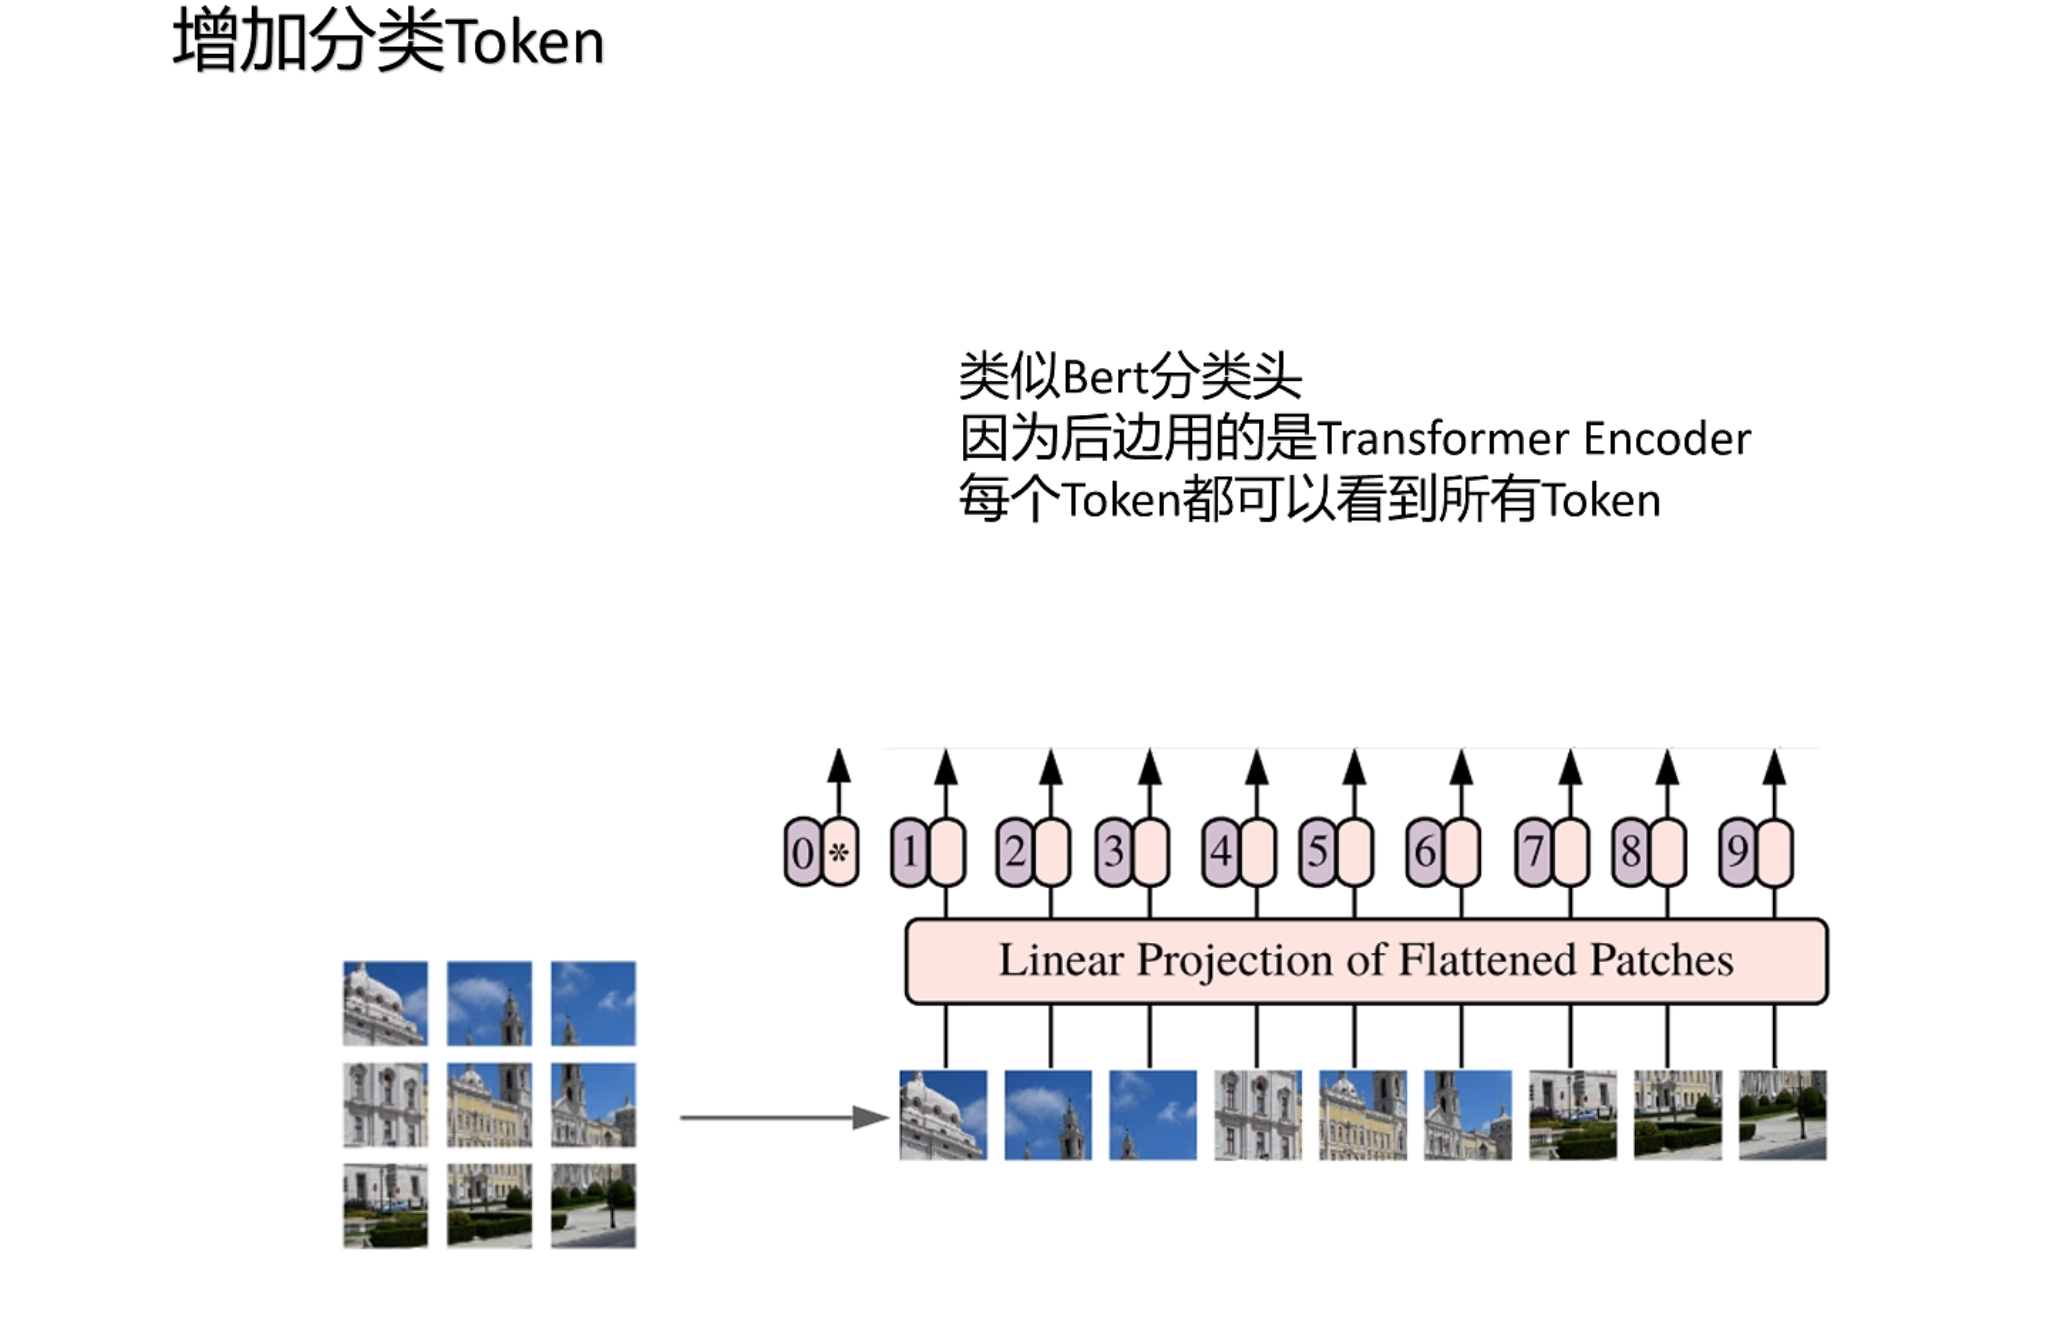 增加分类Token
类似Bert分类头
因为后边用的是Transformer Encoder
每个Token都可以看到所有Token
0 * 1 2 3 4 5 6 7 8 9
Linear Projection of Flattened Patches